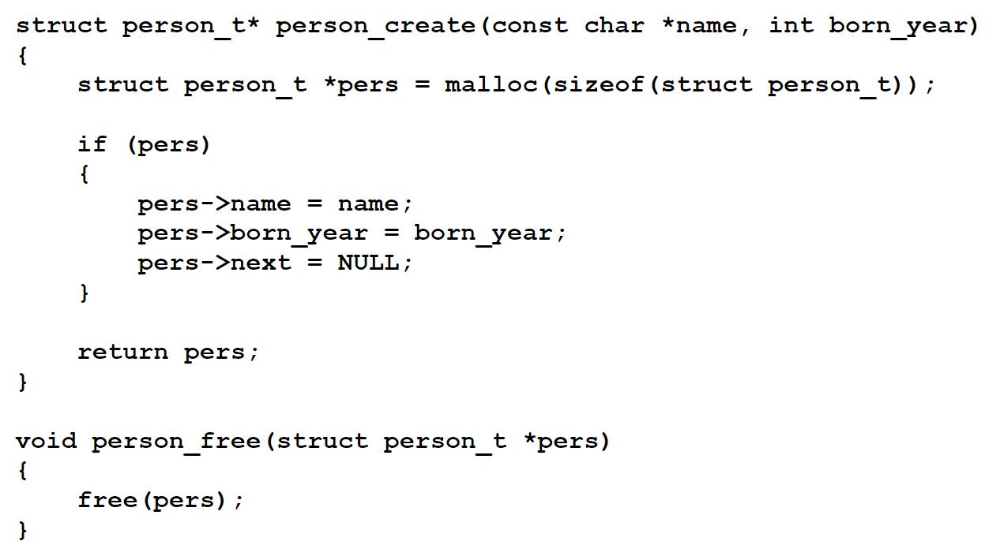 struct person_t* person_create(const char *name, int born_year)
{
    struct person_t *pers = malloc(sizeof(struct person_t));

    if (pers)
    {
        pers->name = name;
        pers->born_year = born_year;
        pers->next = NULL;
    }

    return pers;
}

void person_free(struct person_t *pers)
{
    free(pers);
}